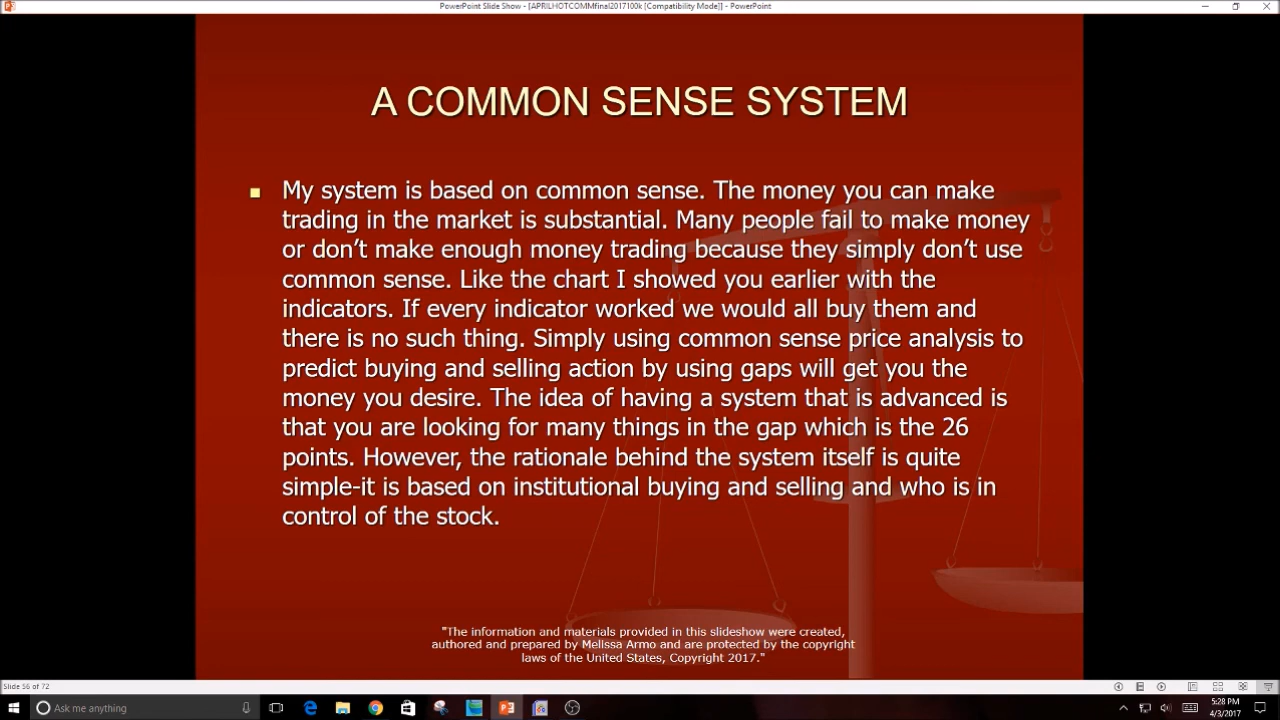 PowerPoint Slide Show - [APRILHOTCOMMfinal2017100k [Compatibility Mode]] - PowerPoint
A COMMON SENSE SYSTEM
My system is based on common sense. The money you can make
trading in the market is substantial. Many people fail to make money
or don’t make enough money trading because they simply don’t use
common sense. Like the chart I showed you earlier with the
indicators. If every indicator worked we would all buy them and
there is no such thing. Simply using common sense price analysis to
predict buying and selling action by using gaps will get you the
money you desire. The idea of having a system that is advanced is
that you are looking for many things in the gap which is the 26
points. However, the rationale behind the system itself is quite
simple-it is based on institutional buying and selling and who is in
control of the stock.
"The information and materials provided in this slideshow were created,
authored and prepared by Melissa Armo and are protected by the copyright
laws of the United States, Copyright 2017."
Slide 56 of 72
Ask me anything
5:28 PM
4/3/2017